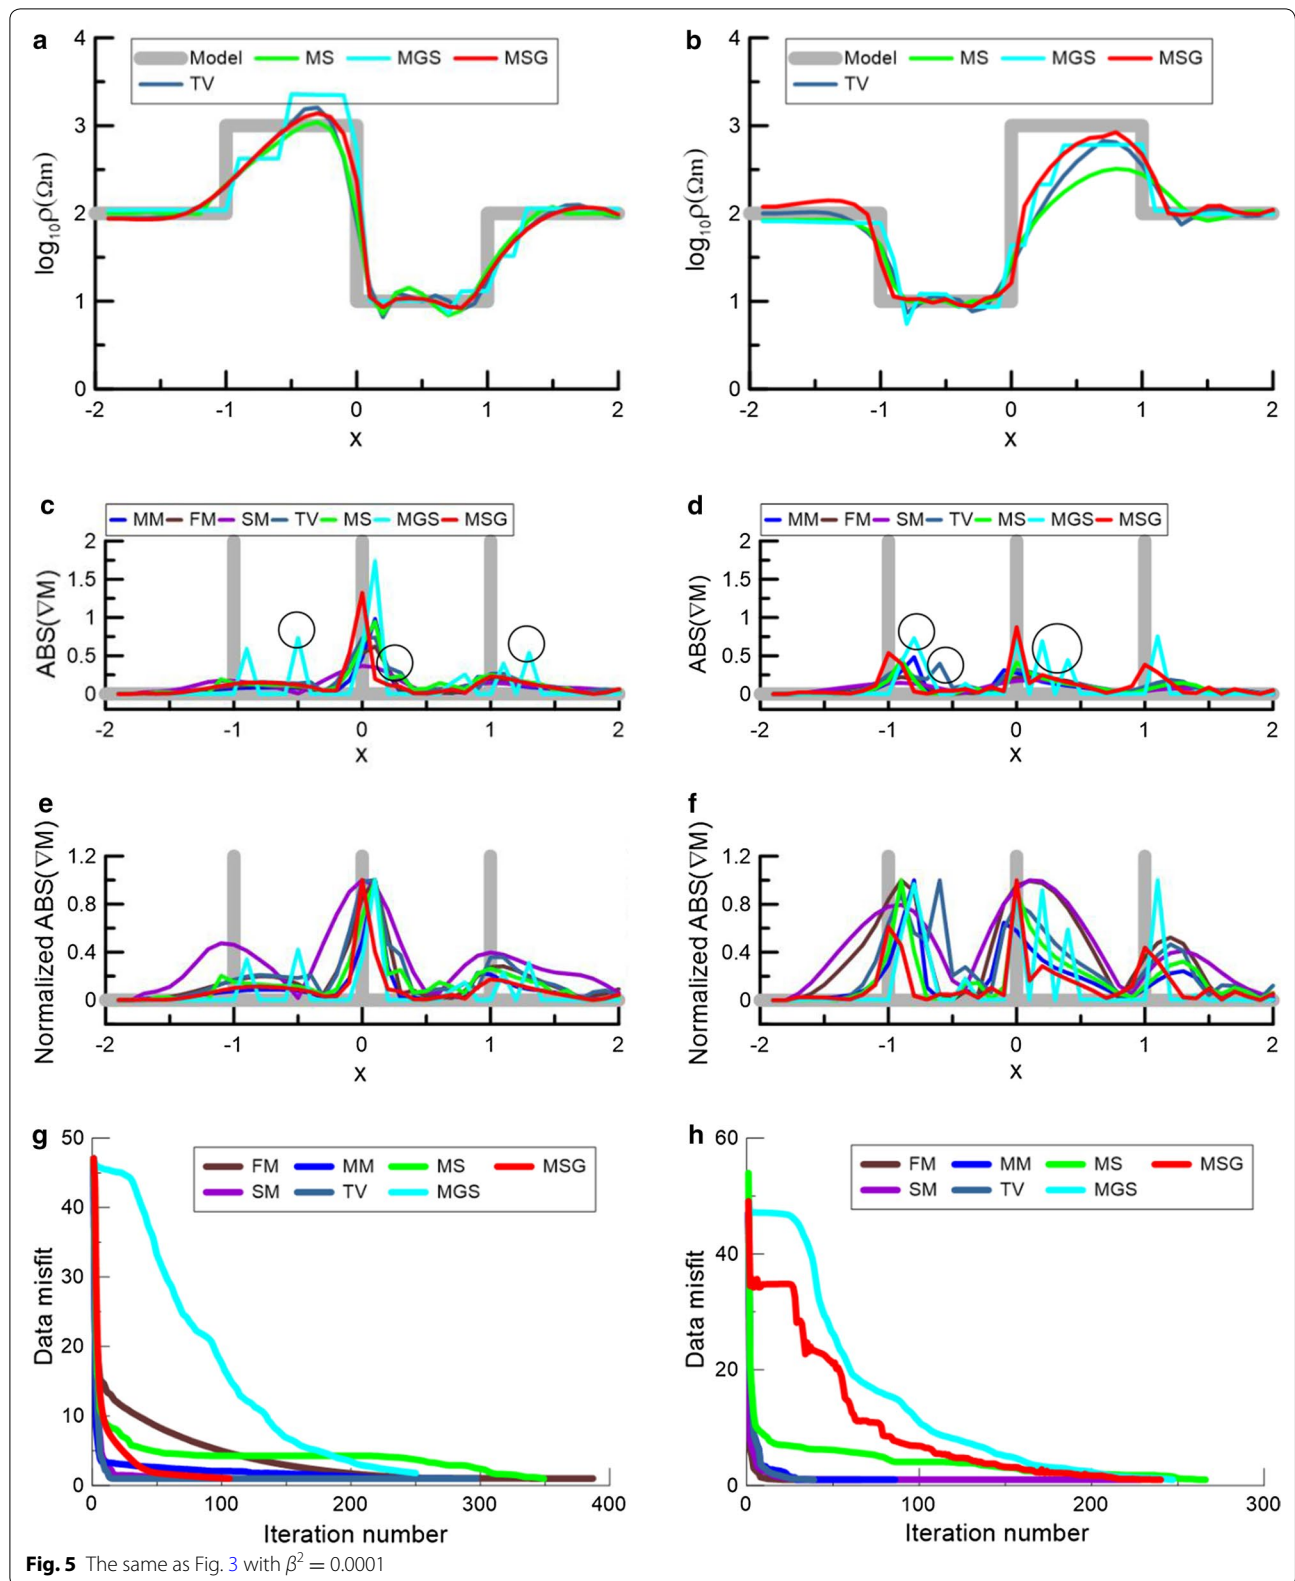 a
4
3
2
1
0
log₁₀ρ(Ωm)
Model MS MGS MSG
TV
-2 -1 0 1 2
x
b
4
3
2
1
0
log₁₀ρ(Ωm)
Model MS MGS MSG
TV
-2 -1 0 1 2
x
c
MM FM SM TV MS MGS MSG
2
1.5
1
0.5
0
ABS(∇M)
-2 -1 0 1 2
x
d
MM FM SM TV MS MGS MSG
2
1.5
1
0.5
0
ABS(∇M)
-2 -1 0 1 2
x
e
1.2
0.8
0.4
0
Normalized ABS(∇M)
-2 -1 0 1 2
x
f
1.2
0.8
0.4
0
Normalized ABS(∇M)
-2 -1 0 1 2
x
g
50
40
30
20
10
0
Data misfit
FM MM MS MSG
SM TV MGS
0 100 200 300 400
Iteration number
h
60
40
20
0
Data misfit
FM MM MS MSG
SM TV MGS
0 100 200 300
Iteration number
Fig. 5 The same as Fig. 3 with β² = 0.0001